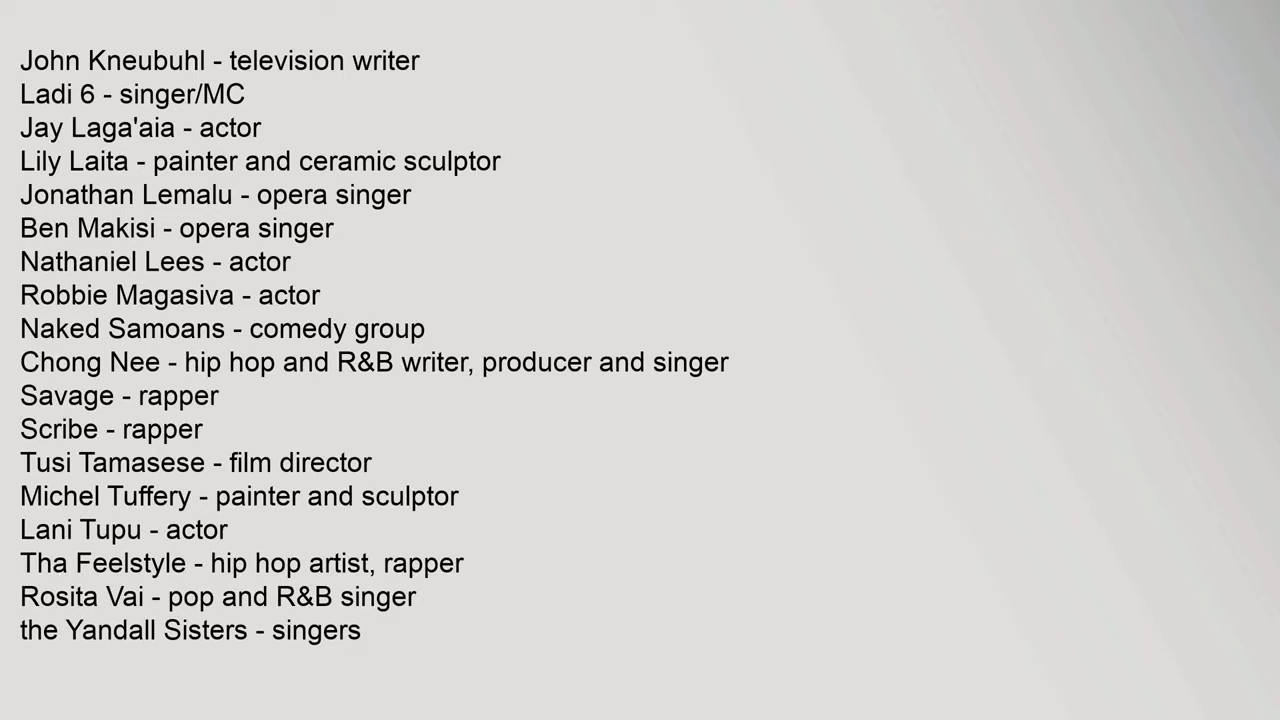 John Kneubuhl - television writer
Ladi 6 - singer/MC
Jay Laga'aia - actor
Lily Laita - painter and ceramic sculptor
Jonathan Lemalu - opera singer
Ben Makisi - opera singer
Nathaniel Lees - actor
Robbie Magasiva - actor
Naked Samoans - comedy group
Chong Nee - hip hop and R&B writer, producer and singer
Savage - rapper
Scribe - rapper
Tusi Tamasese - film director
Michel Tuffery - painter and sculptor
Lani Tupu - actor
Tha Feelstyle - hip hop artist, rapper
Rosita Vai - pop and R&B singer
the Yandall Sisters - singers